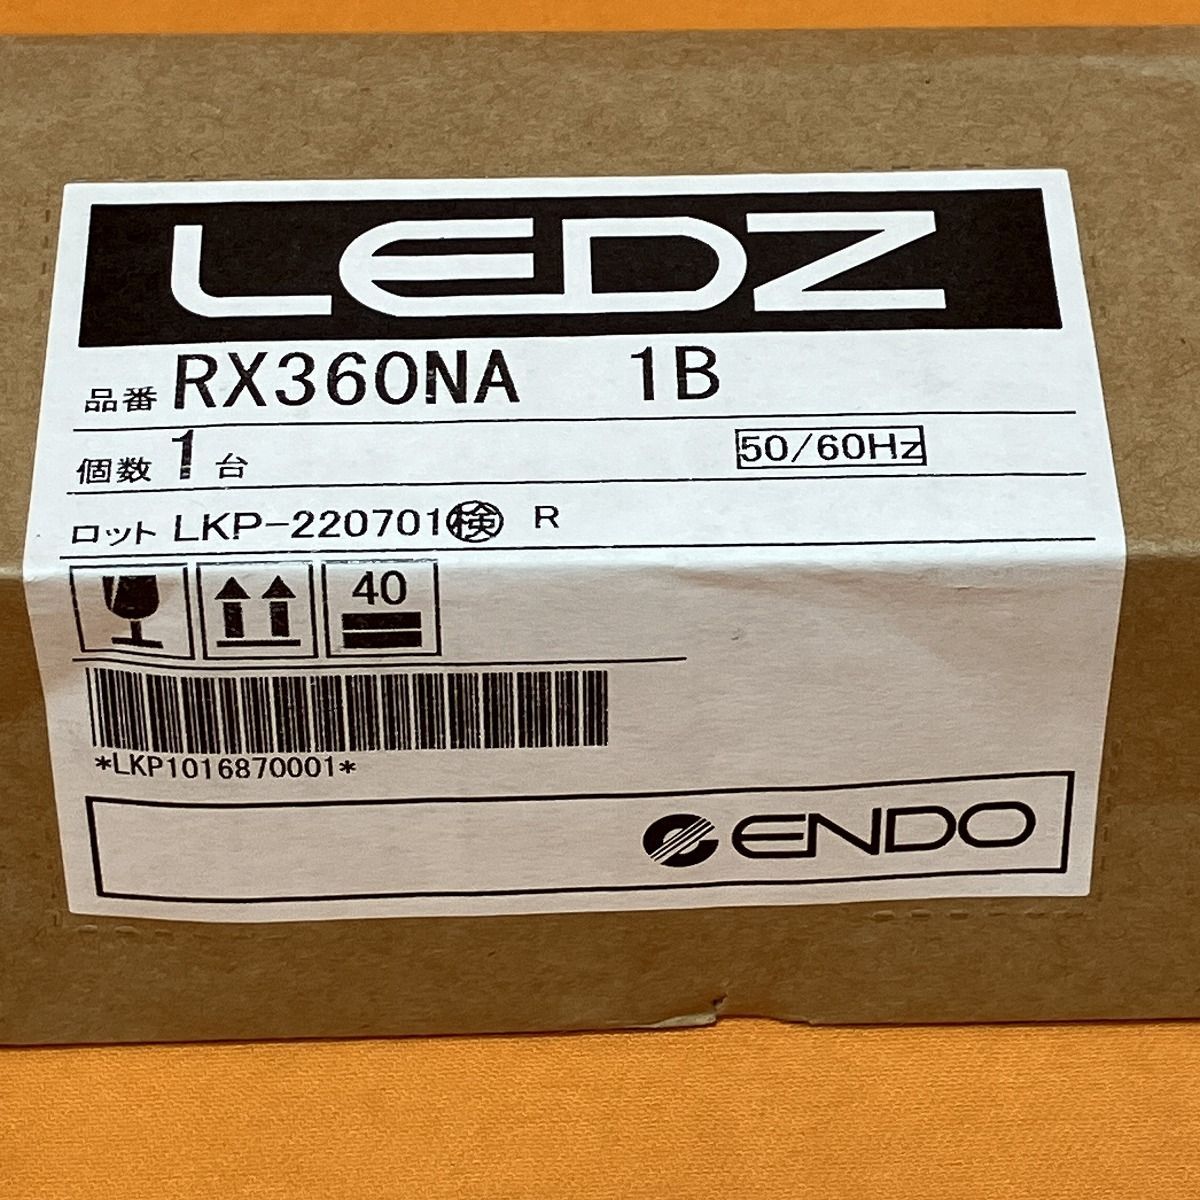 LEDZ
品番 RX360NA 1B
個数 1 台 50/60Hz
ロット LKP-220701検 R
40
*LKP1016870001*
ENDO